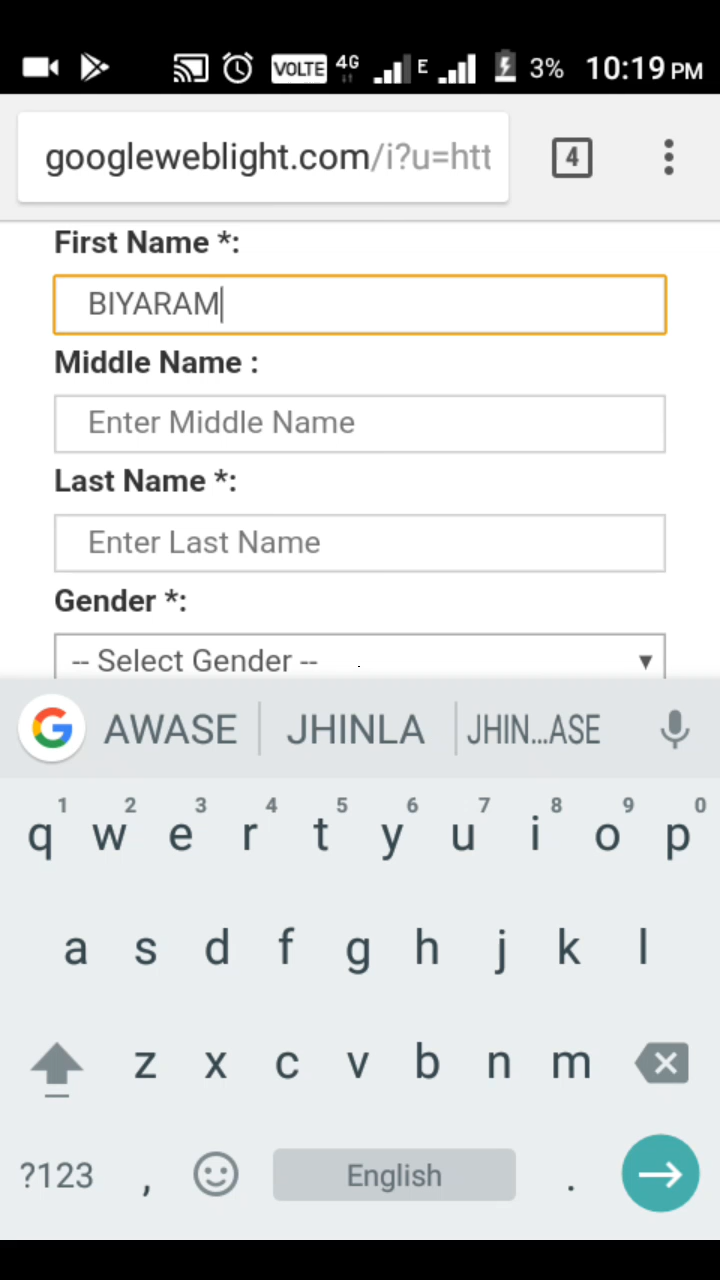 VOLTE 4G E 3% 10:19 PM
googleweblight.com/i?u=htt 4
First Name *:
BIYARAM
Middle Name :
Enter Middle Name
Last Name *:
Enter Last Name
Gender *:
-- Select Gender --
AWASE JHINLA JHIN...ASE
1 2 3 4 5 6 7 8 9 0
q w e r t y u i o p
a s d f g h j k l
z x c v b n m
?123 , English .